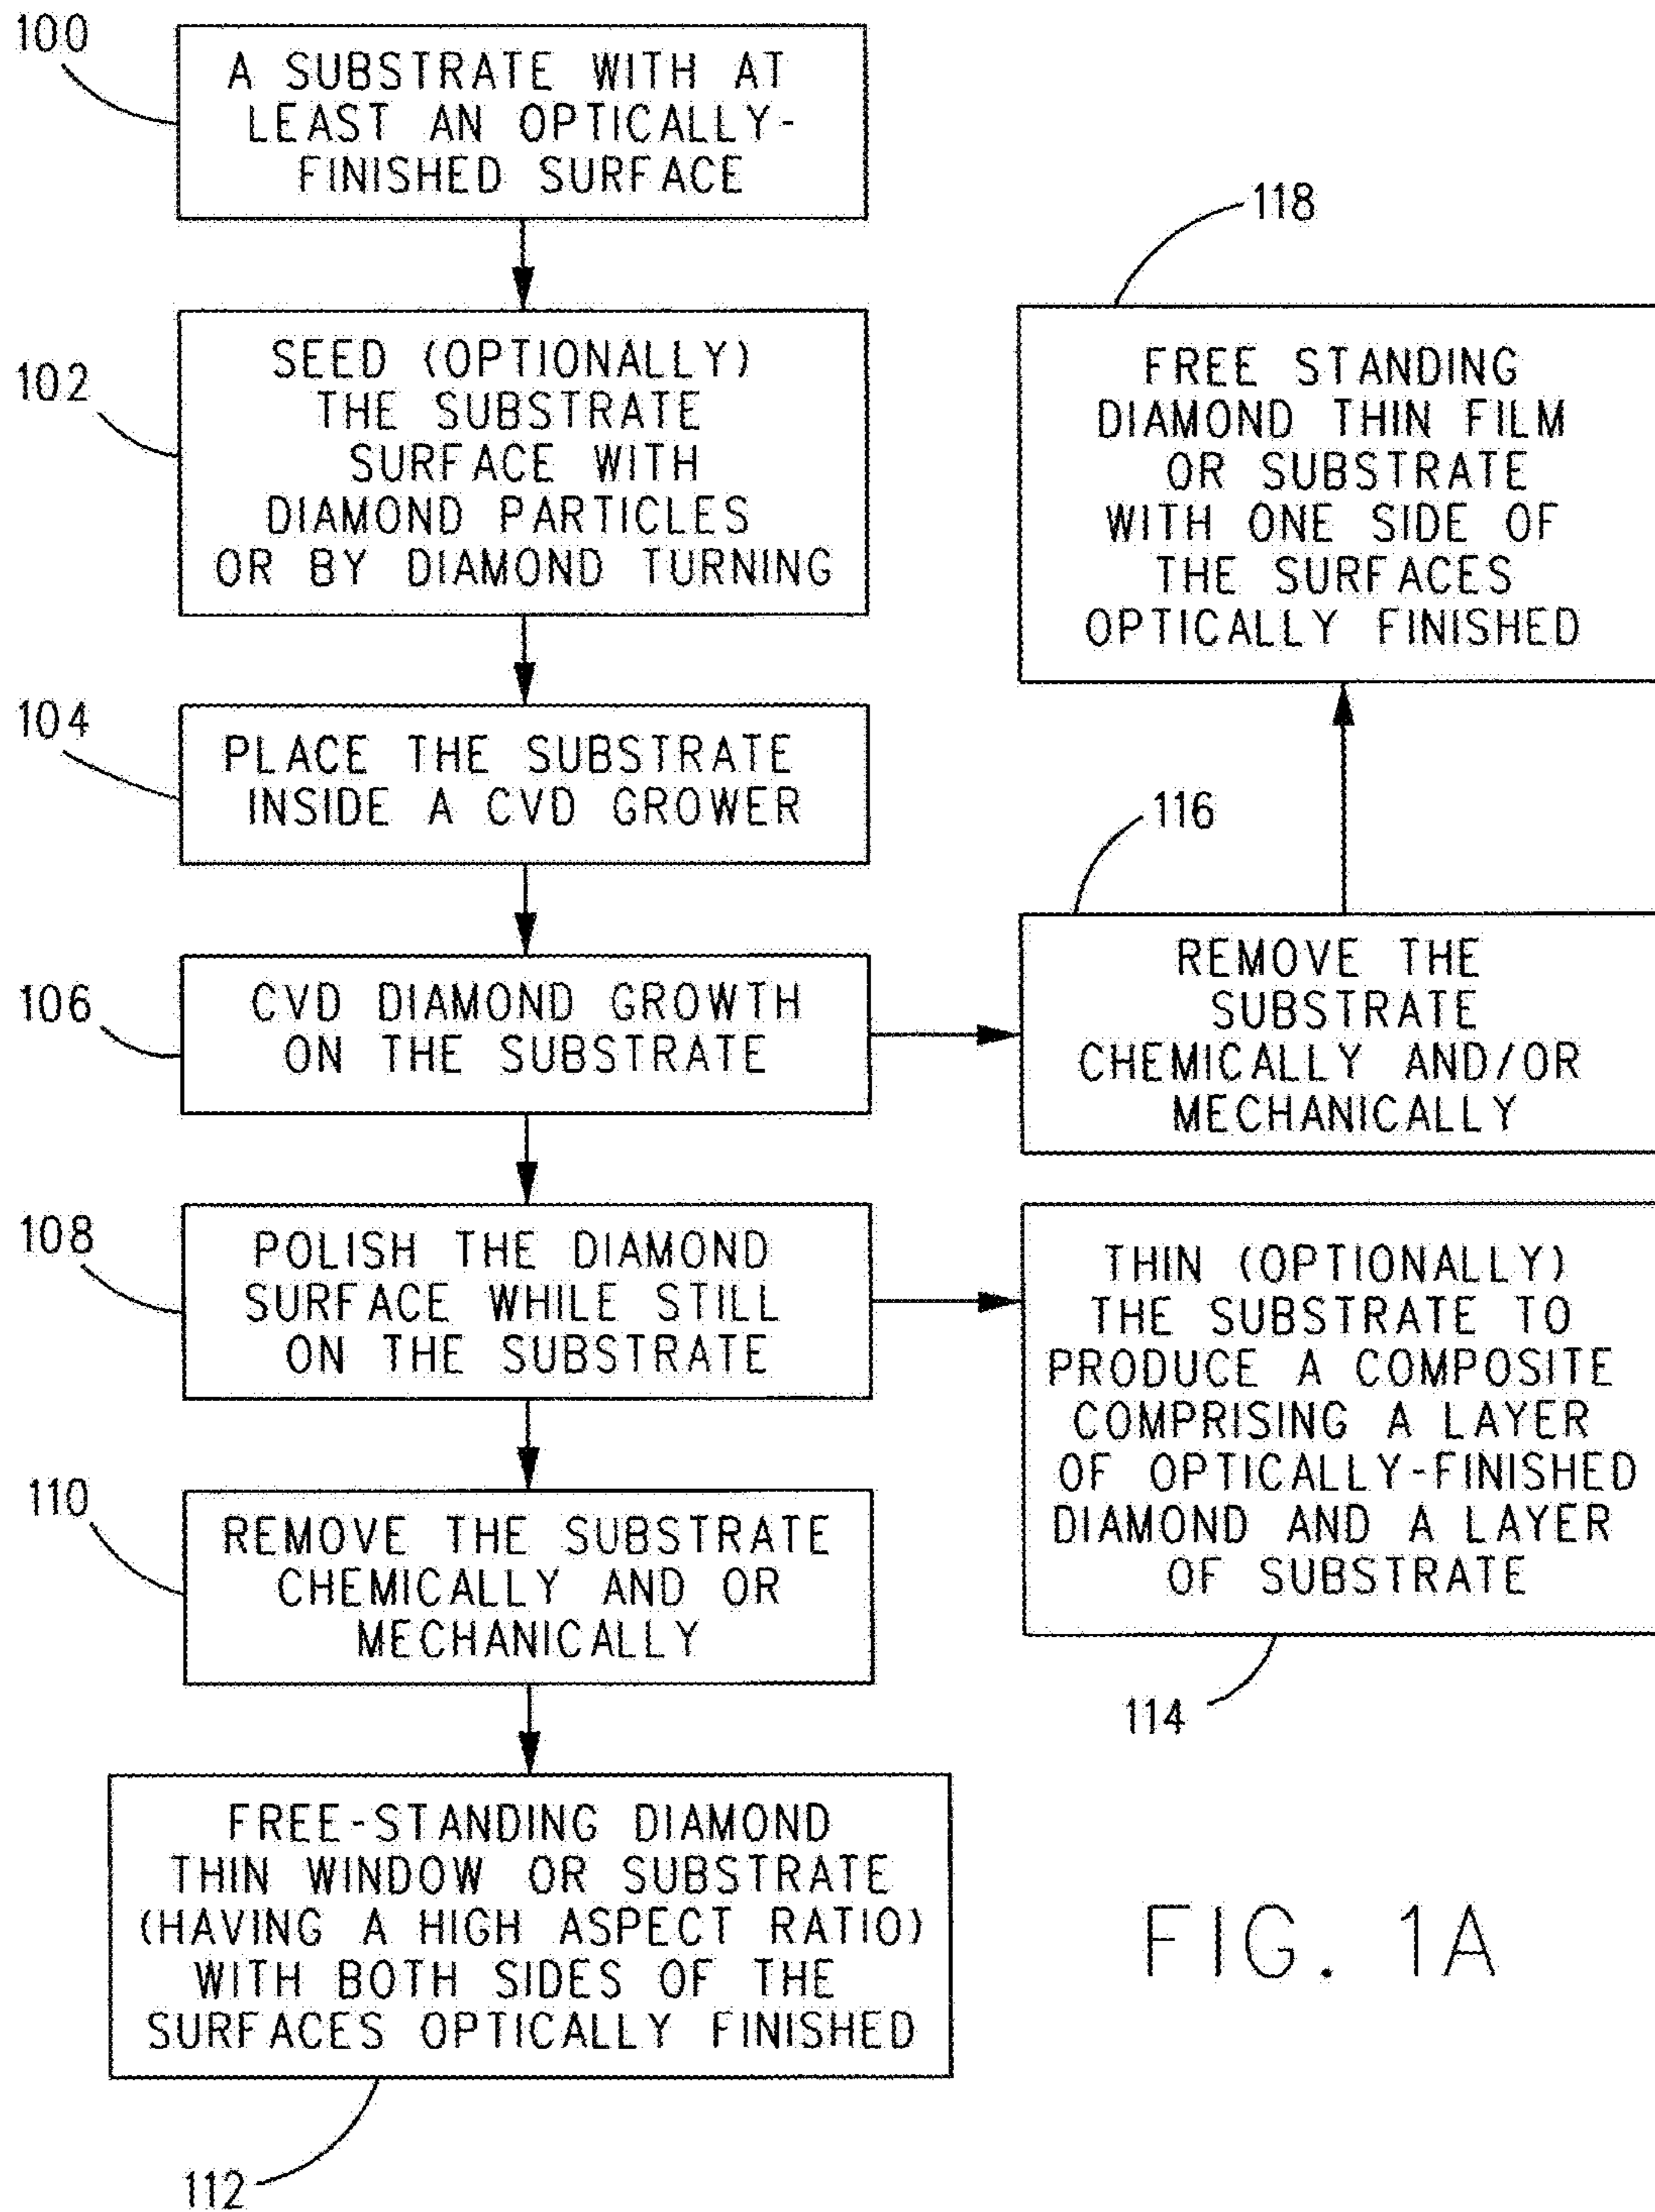 100
A SUBSTRATE WITH AT
LEAST AN OPTICALLY-
FINISHED SURFACE
102
SEED (OPTIONALLY)
THE SUBSTRATE
SURFACE WITH
DIAMOND PARTICLES
OR BY DIAMOND TURNING
104
PLACE THE SUBSTRATE
INSIDE A CVD GROWER
106
CVD DIAMOND GROWTH
ON THE SUBSTRATE
108
POLISH THE DIAMOND
SURFACE WHILE STILL
ON THE SUBSTRATE
110
REMOVE THE SUBSTRATE
CHEMICALLY AND OR
MECHANICALLY
FREE-STANDING DIAMOND
THIN WINDOW OR SUBSTRATE
(HAVING A HIGH ASPECT RATIO)
WITH BOTH SIDES OF THE
SURFACES OPTICALLY FINISHED
112
118
FREE STANDING
DIAMOND THIN FILM
OR SUBSTRATE
WITH ONE SIDE OF
THE SURFACES
OPTICALLY FINISHED
116
REMOVE THE
SUBSTRATE
CHEMICALLY AND/OR
MECHANICALLY
THIN (OPTIONALLY)
THE SUBSTRATE TO
PRODUCE A COMPOSITE
COMPRISING A LAYER
OF OPTICALLY-FINISHED
DIAMOND AND A LAYER
OF SUBSTRATE
114
FIG. 1A